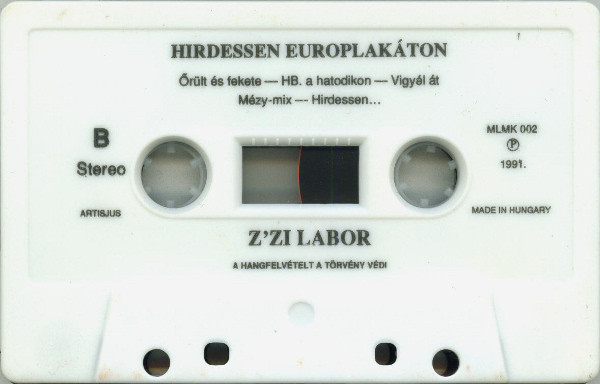 HIRDESSEN EUROPLAKÁTON
Őrült és fekete — HB. a hatodikon — Vigyél át
Mézy-mix --- Hirdessen...
B
Stereo
MLMK 002
Ⓟ
1991.
ARTISJUS
MADE IN HUNGARY
Z'ZI LABOR
A HANGFELVÉTELT A TÖRVÉNY VÉDI